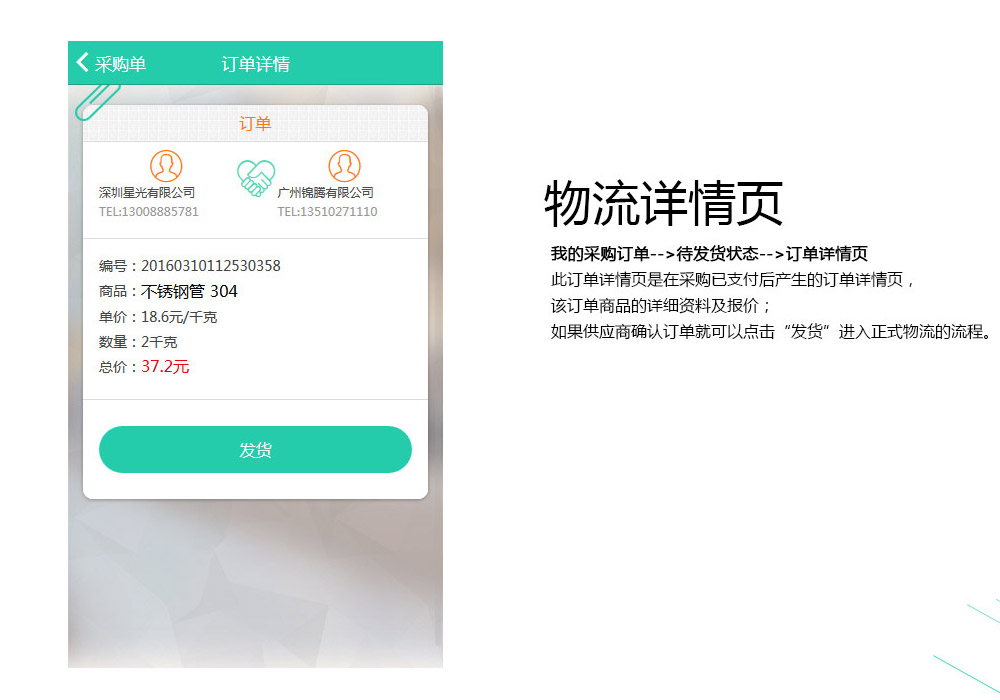 采购单 订单详情
订单
深圳星光有限公司 广州锦腾有限公司
TEL:13008885781 TEL:13510271110
编号：20160310112530358
商品：不锈钢管 304
单价：18.6元/千克
数量：2千克
总价：37.2元
发货
物流详情页
我的采购订单-->待发货状态-->订单详情页
此订单详情页是在采购已支付后产生的订单详情页，
该订单商品的详细资料及报价；
如果供应商确认订单就可以点击“发货”进入正式物流的流程。